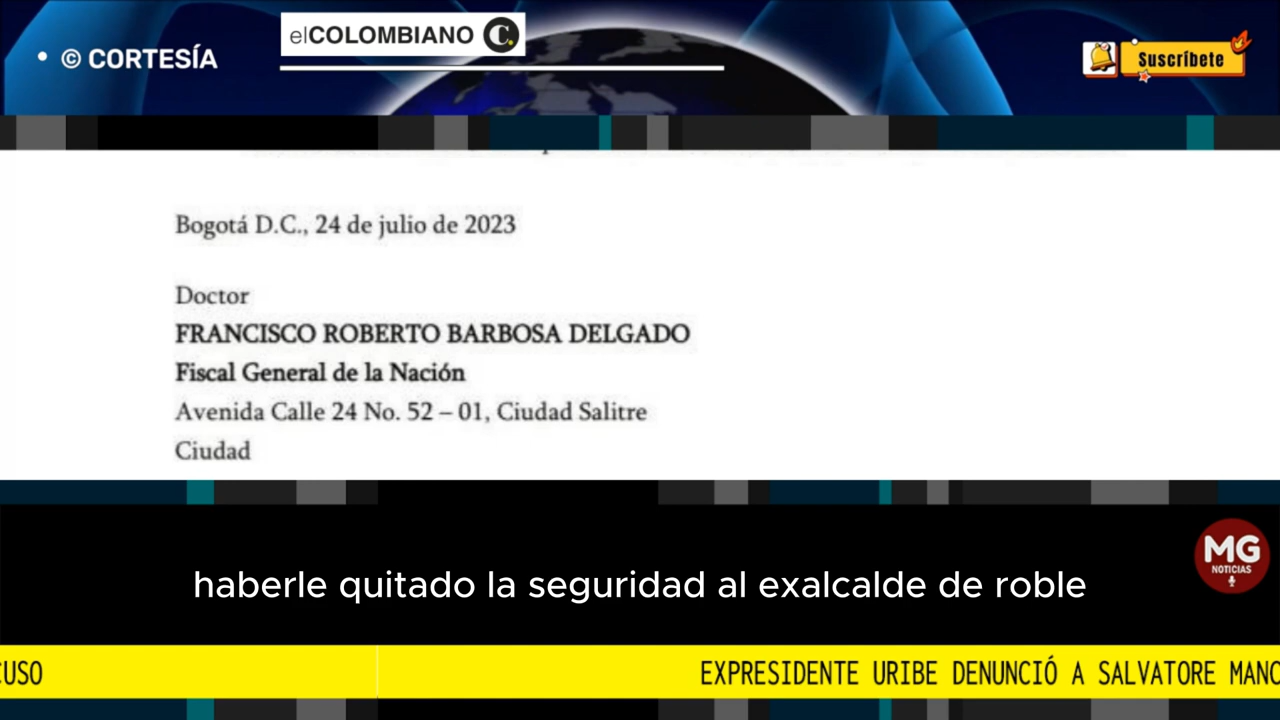 • © CORTESÍA
elCOLOMBIANO C.
Suscríbete
Bogotá D.C., 24 de julio de 2023
Doctor
FRANCISCO ROBERTO BARBOSA DELGADO
Fiscal General de la Nación
Avenida Calle 24 No. 52 – 01, Ciudad Salitre
Ciudad
MG
NOTICIAS
haberle quitado la seguridad al exalcalde de roble
EXPRESIDENTE URIBE DENUNCIÓ A SALVATORE